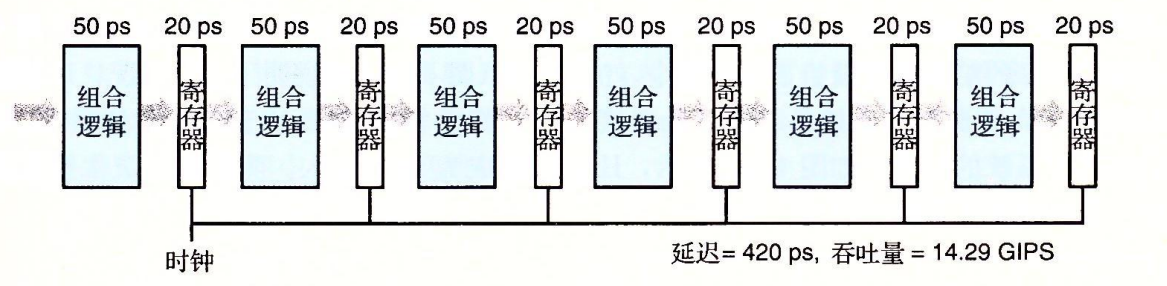 50 ps 20 ps 50 ps 20 ps 50 ps 20 ps 50 ps 20 ps 50 ps 20 ps 50 ps 20 ps
组合逻辑 寄存器 组合逻辑 寄存器 组合逻辑 寄存器 组合逻辑 寄存器 组合逻辑 寄存器 组合逻辑 寄存器
时钟
延迟= 420 ps, 吞吐量 = 14.29 GIPS